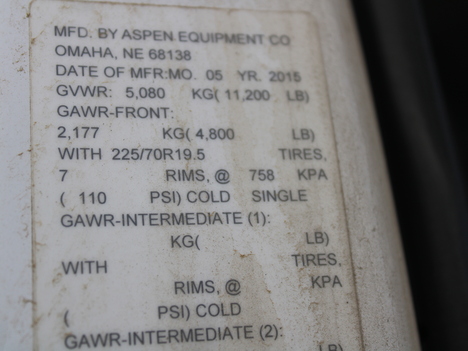 MFD. BY ASPEN EQUIPMENT CO
OMAHA, NE 68138
DATE OF MFR:MO. 05 YR. 2015
GVWR: 5,080 KG( 11,200 LB)
GAWR-FRONT:
2,177 KG( 4,800 LB)
WITH 225/70R19.5 TIRES,
7 RIMS, @ 758 KPA
( 110 PSI) COLD SINGLE
GAWR-INTERMEDIATE (1):
KG( LB)
WITH TIRES,
RIMS, @ KPA
( PSI) COLD
GAWR-INTERMEDIATE (2):
LB)